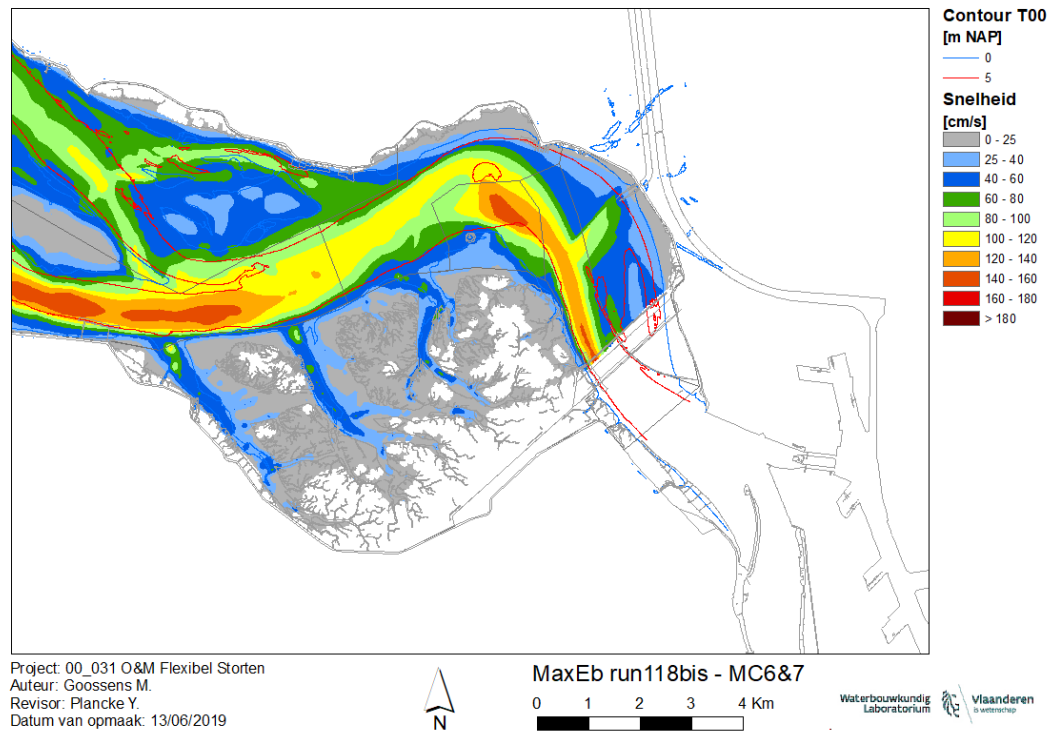 Contour T00
[m NAP]
0
5
Snelheid
[cm/s]
0 - 25
25 - 40
40 - 60
60 - 80
80 - 100
100 - 120
120 - 140
140 - 160
160 - 180
> 180
Project: 00_031 O&M Flexibel Storten
Auteur: Goossens M.
Revisor: Plancke Y.
Datum van opmaak: 13/06/2019
N
MaxEb run118bis - MC6&7
0 1 2 3 4 Km
Waterbouwkundig
Laboratorium
Vlaanderen
is wetenschap